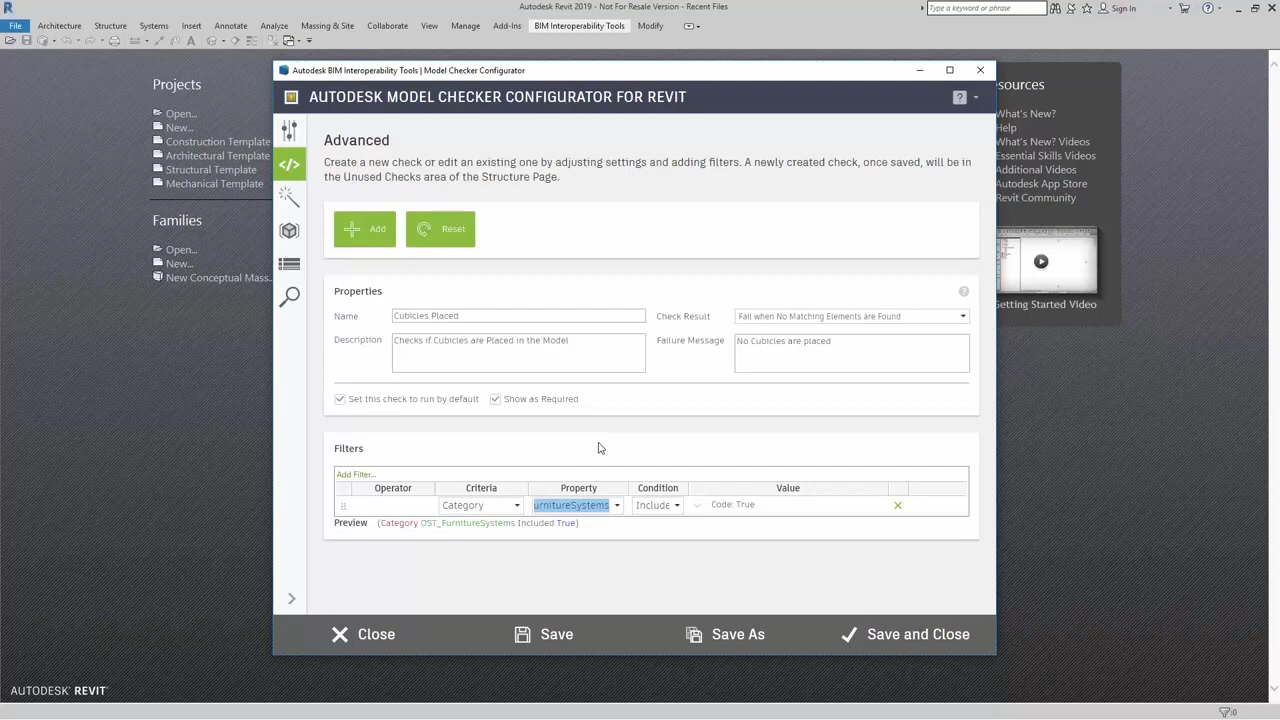 Autodesk Revit 2019 - Not For Resale Version - Recent Files
Type a keyword or phrase
Sign In
File Architecture Structure Systems Insert Annotate Analyze Massing & Site Collaborate View Manage Add-Ins BIM Interoperability Tools Modify
Projects
Open...
New...
Construction Template
Architectural Template
Structural Template
Mechanical Template
Families
Open...
New...
New Conceptual Mass...
Autodesk BIM Interoperability Tools | Model Checker Configurator
AUTODESK MODEL CHECKER CONFIGURATOR FOR REVIT
Advanced
Create a new check or edit an existing one by adjusting settings and adding filters. A newly created check, once saved, will be in
the Unused Checks area of the Structure Page.
Add
Reset
Properties
Name
Cubicles Placed
Check Result
Fail when No Matching Elements are Found
Description
Checks if Cubicles are Placed in the Model
Failure Message
No Cubicles are placed
Set this check to run by default
Show as Required
Filters
Add Filter...
Operator Criteria Property Condition Value
Category urnitureSystems Include Code: True
Preview (Category OST_FurnitureSystems Included True)
Close
Save
Save As
Save and Close
sources
What's New?
Help
What's New? Videos
Essential Skills Videos
Additional Videos
Autodesk App Store
Revit Community
Getting Started Video
AUTODESK® REVIT®
:0